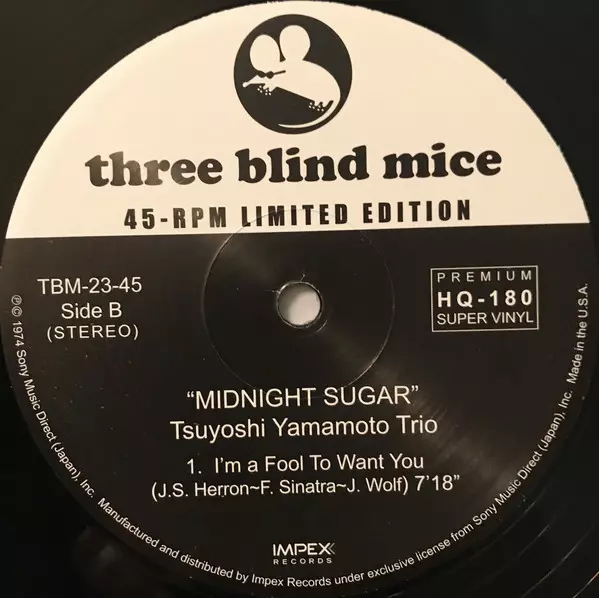 three blind mice
45-RPM LIMITED EDITION
TBM-23-45
Side B
(STEREO)
PREMIUM
HQ-180
SUPER VINYL
"MIDNIGHT SUGAR"
Tsuyoshi Yamamoto Trio
1. I'm a Fool To Want You
(J.S. Herron~F. Sinatra~J. Wolf) 7'18"
IMPEX
RECORDS
℗© 1974 Sony Music Direct (Japan), Inc. Manufactured and distributed by Impex Records under exclusive license from Sony Music Direct (Japan), Inc. Made in the U.S.A.